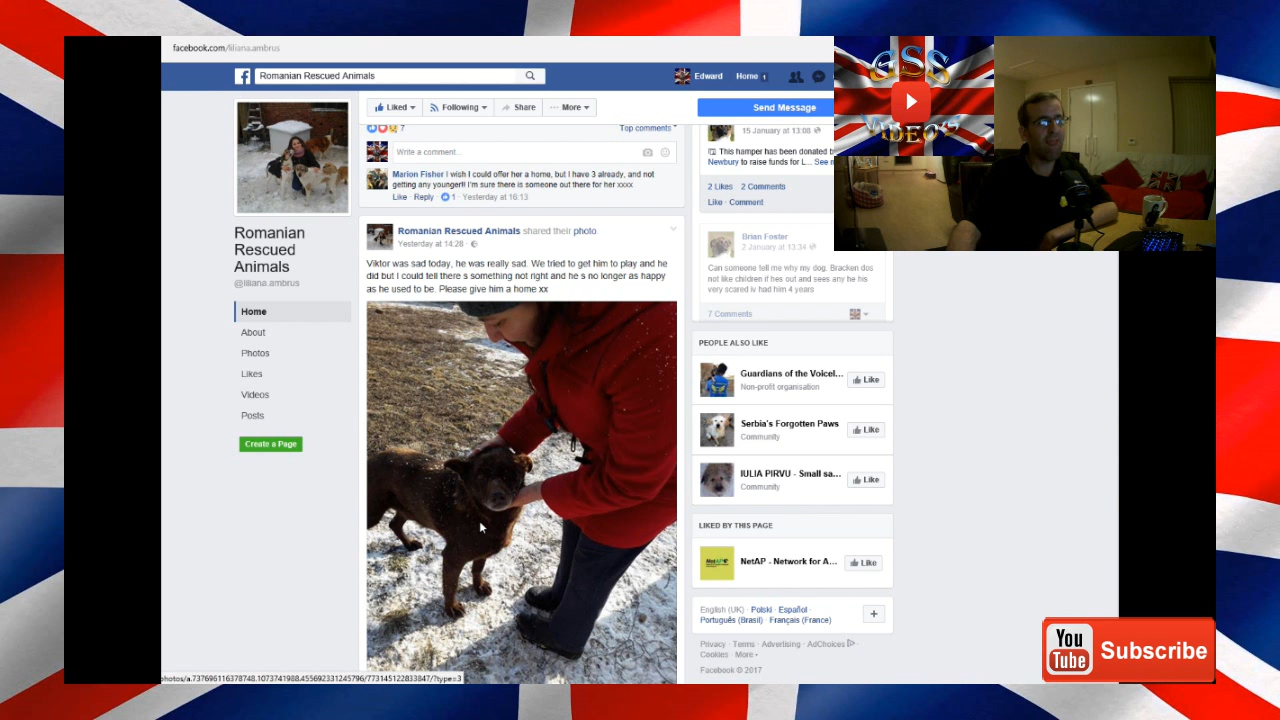 facebook.com/liliana.ambrus
Romanian Rescued Animals
Edward
Home 1
Liked
Following
Share
More
Send Message
GSS
VIDEO'Z
7
Top comments
Write a comment...
Marion Fisher I wish I could offer her a home, but I have 3 already, and not
getting any younger!! I'm sure there is someone out there for her xxxx
Like · Reply · 1 · Yesterday at 16:13
Romanian
Rescued
Animals
@liliana.ambrus
Home
About
Photos
Likes
Videos
Posts
Create a Page
Romanian Rescued Animals shared their photo.
Yesterday at 14:28 ·
Viktor was sad today, he was really sad. We tried to get him to play and he
did but I could tell there s something not right and he s no longer as happy
as he used to be. Please give him a home xx
15 January at 13:08
This hamper has been donated b
Newbury to raise funds for L... See m
2 Likes 2 Comments
Like · Comment
Brian Foster
2 January at 13:34
Can someone tell me why my dog. Bracken dos
not like children if hes out and sees any he his
very scared iv had him 4 years
7 Comments
PEOPLE ALSO LIKE
Guardians of the Voicel...
Non-profit organisation
Like
Serbia's Forgotten Paws
Community
Like
IULIA PIRVU - Small sa...
Community
Like
LIKED BY THIS PAGE
NetAP - Network for A...
Like
English (UK) · Polski · Español ·
Português (Brasil) · Français (France)
+
Privacy · Terms · Advertising · AdChoices ·
Cookies · More
Facebook © 2017
photos/a.737696116378748.1073741988.455692331245796/773145122833847/?type=3
You
Tube
Subscribe